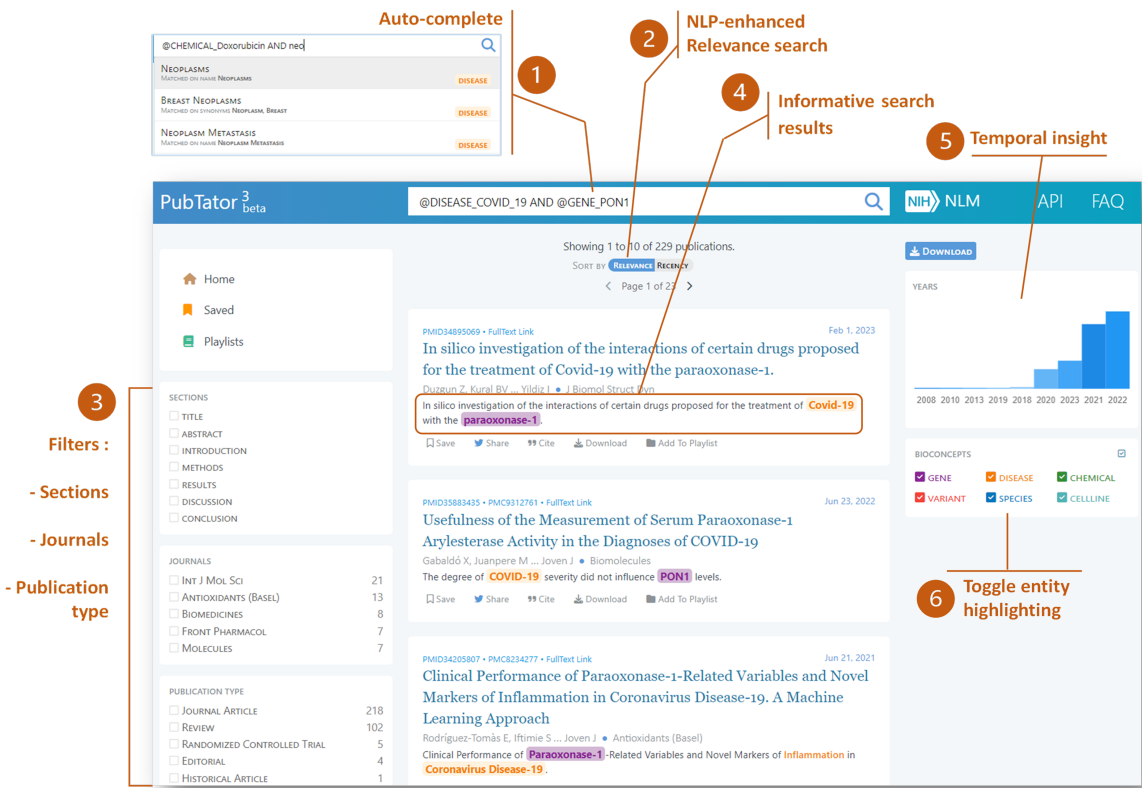 Auto-complete
@CHEMICAL_Doxorubicin AND neo
NEOPLASMS
MATCHED ON NAME NEOPLASMS
DISEASE
BREAST NEOPLASMS
MATCHED ON SYNONYMS NEOPLASM, BREAST
DISEASE
NEOPLASM METASTASIS
MATCHED ON NAME NEOPLASM METASTASIS
DISEASE
1
2
NLP-enhanced
Relevance search
4
Informative search
results
5
Temporal insight
PubTator 3
beta
@DISEASE_COVID_19 AND @GENE_PON1
NIH NLM
API
FAQ
Home
Saved
Playlists
Showing 1 to 10 of 229 publications.
SORT BY RELEVANCE RECENCY
Page 1 of 23
DOWNLOAD
YEARS
2008 2010 2013 2019 2018 2020 2023 2021 2022
BIOCONCEPTS
GENE DISEASE CHEMICAL
VARIANT SPECIES CELLLINE
6
Toggle entity
highlighting
3
Filters :
- Sections
- Journals
- Publication
type
SECTIONS
TITLE
ABSTRACT
INTRODUCTION
METHODS
RESULTS
DISCUSSION
CONCLUSION
JOURNALS
INT J MOL SCI 21
ANTIOXIDANTS (BASEL) 13
BIOMEDICINES 8
FRONT PHARMACOL 7
MOLECULES 7
PUBLICATION TYPE
JOURNAL ARTICLE 218
REVIEW 102
RANDOMIZED CONTROLLED TRIAL 5
EDITORIAL 4
HISTORICAL ARTICLE 1
PMID34895069 • FullText Link
Feb 1, 2023
In silico investigation of the interactions of certain drugs proposed
for the treatment of Covid-19 with the paraoxonase-1.
Duzgun Z, Kural BV ... Yildiz I • J Biomol Struct Dyn
In silico investigation of the interactions of certain drugs proposed for the treatment of Covid-19
with the paraoxonase-1.
Save Share Cite Download Add To Playlist
PMID35883435 • PMC9312761 • FullText Link
Jun 23, 2022
Usefulness of the Measurement of Serum Paraoxonase-1
Arylesterase Activity in the Diagnoses of COVID-19
Gabaldó X, Juanpere M ... Joven J • Biomolecules
The degree of COVID-19 severity did not influence PON1 levels.
Save Share Cite Download Add To Playlist
PMID34205807 • PMC8234277 • FullText Link
Jun 21, 2021
Clinical Performance of Paraoxonase-1-Related Variables and Novel
Markers of Inflammation in Coronavirus Disease-19. A Machine
Learning Approach
Rodríguez-Tomàs E, Iftimie S ... Joven J • Antioxidants (Basel)
Clinical Performance of Paraoxonase-1 -Related Variables and Novel Markers of Inflammation in
Coronavirus Disease-19 .